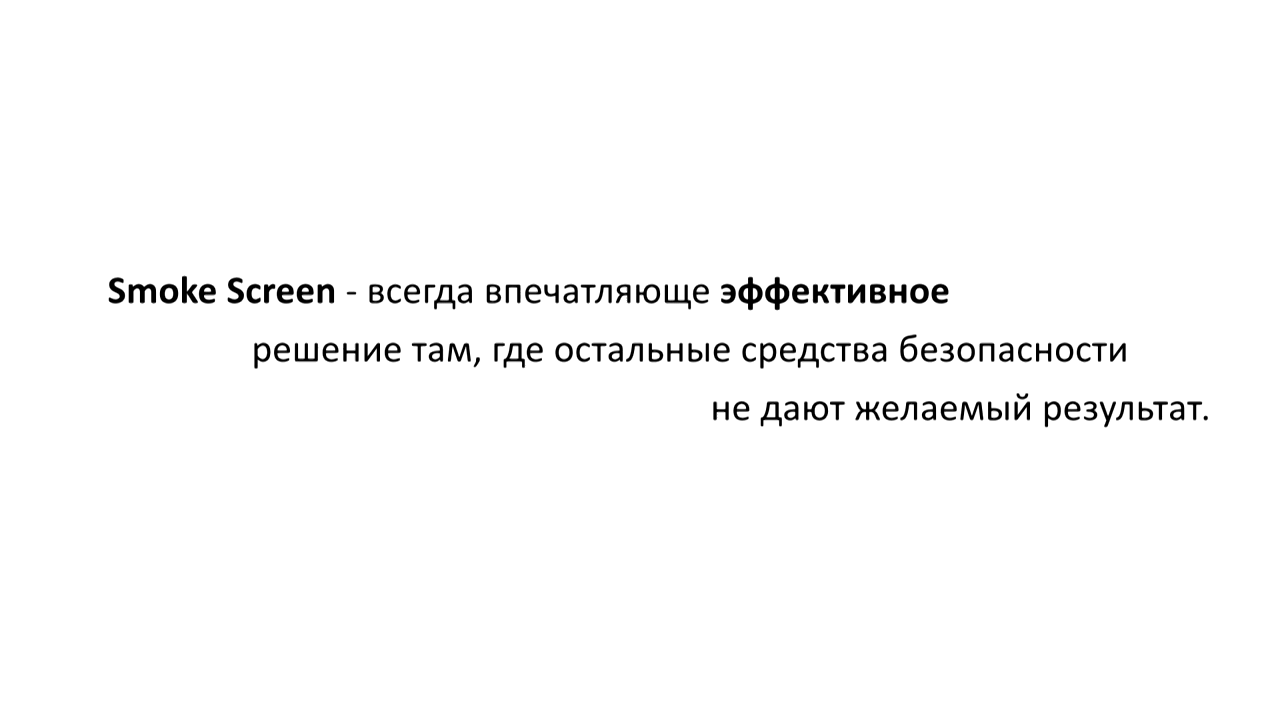 Smoke Screen - всегда впечатляюще эффективное
решение там, где остальные средства безопасности
не дают желаемый результат.